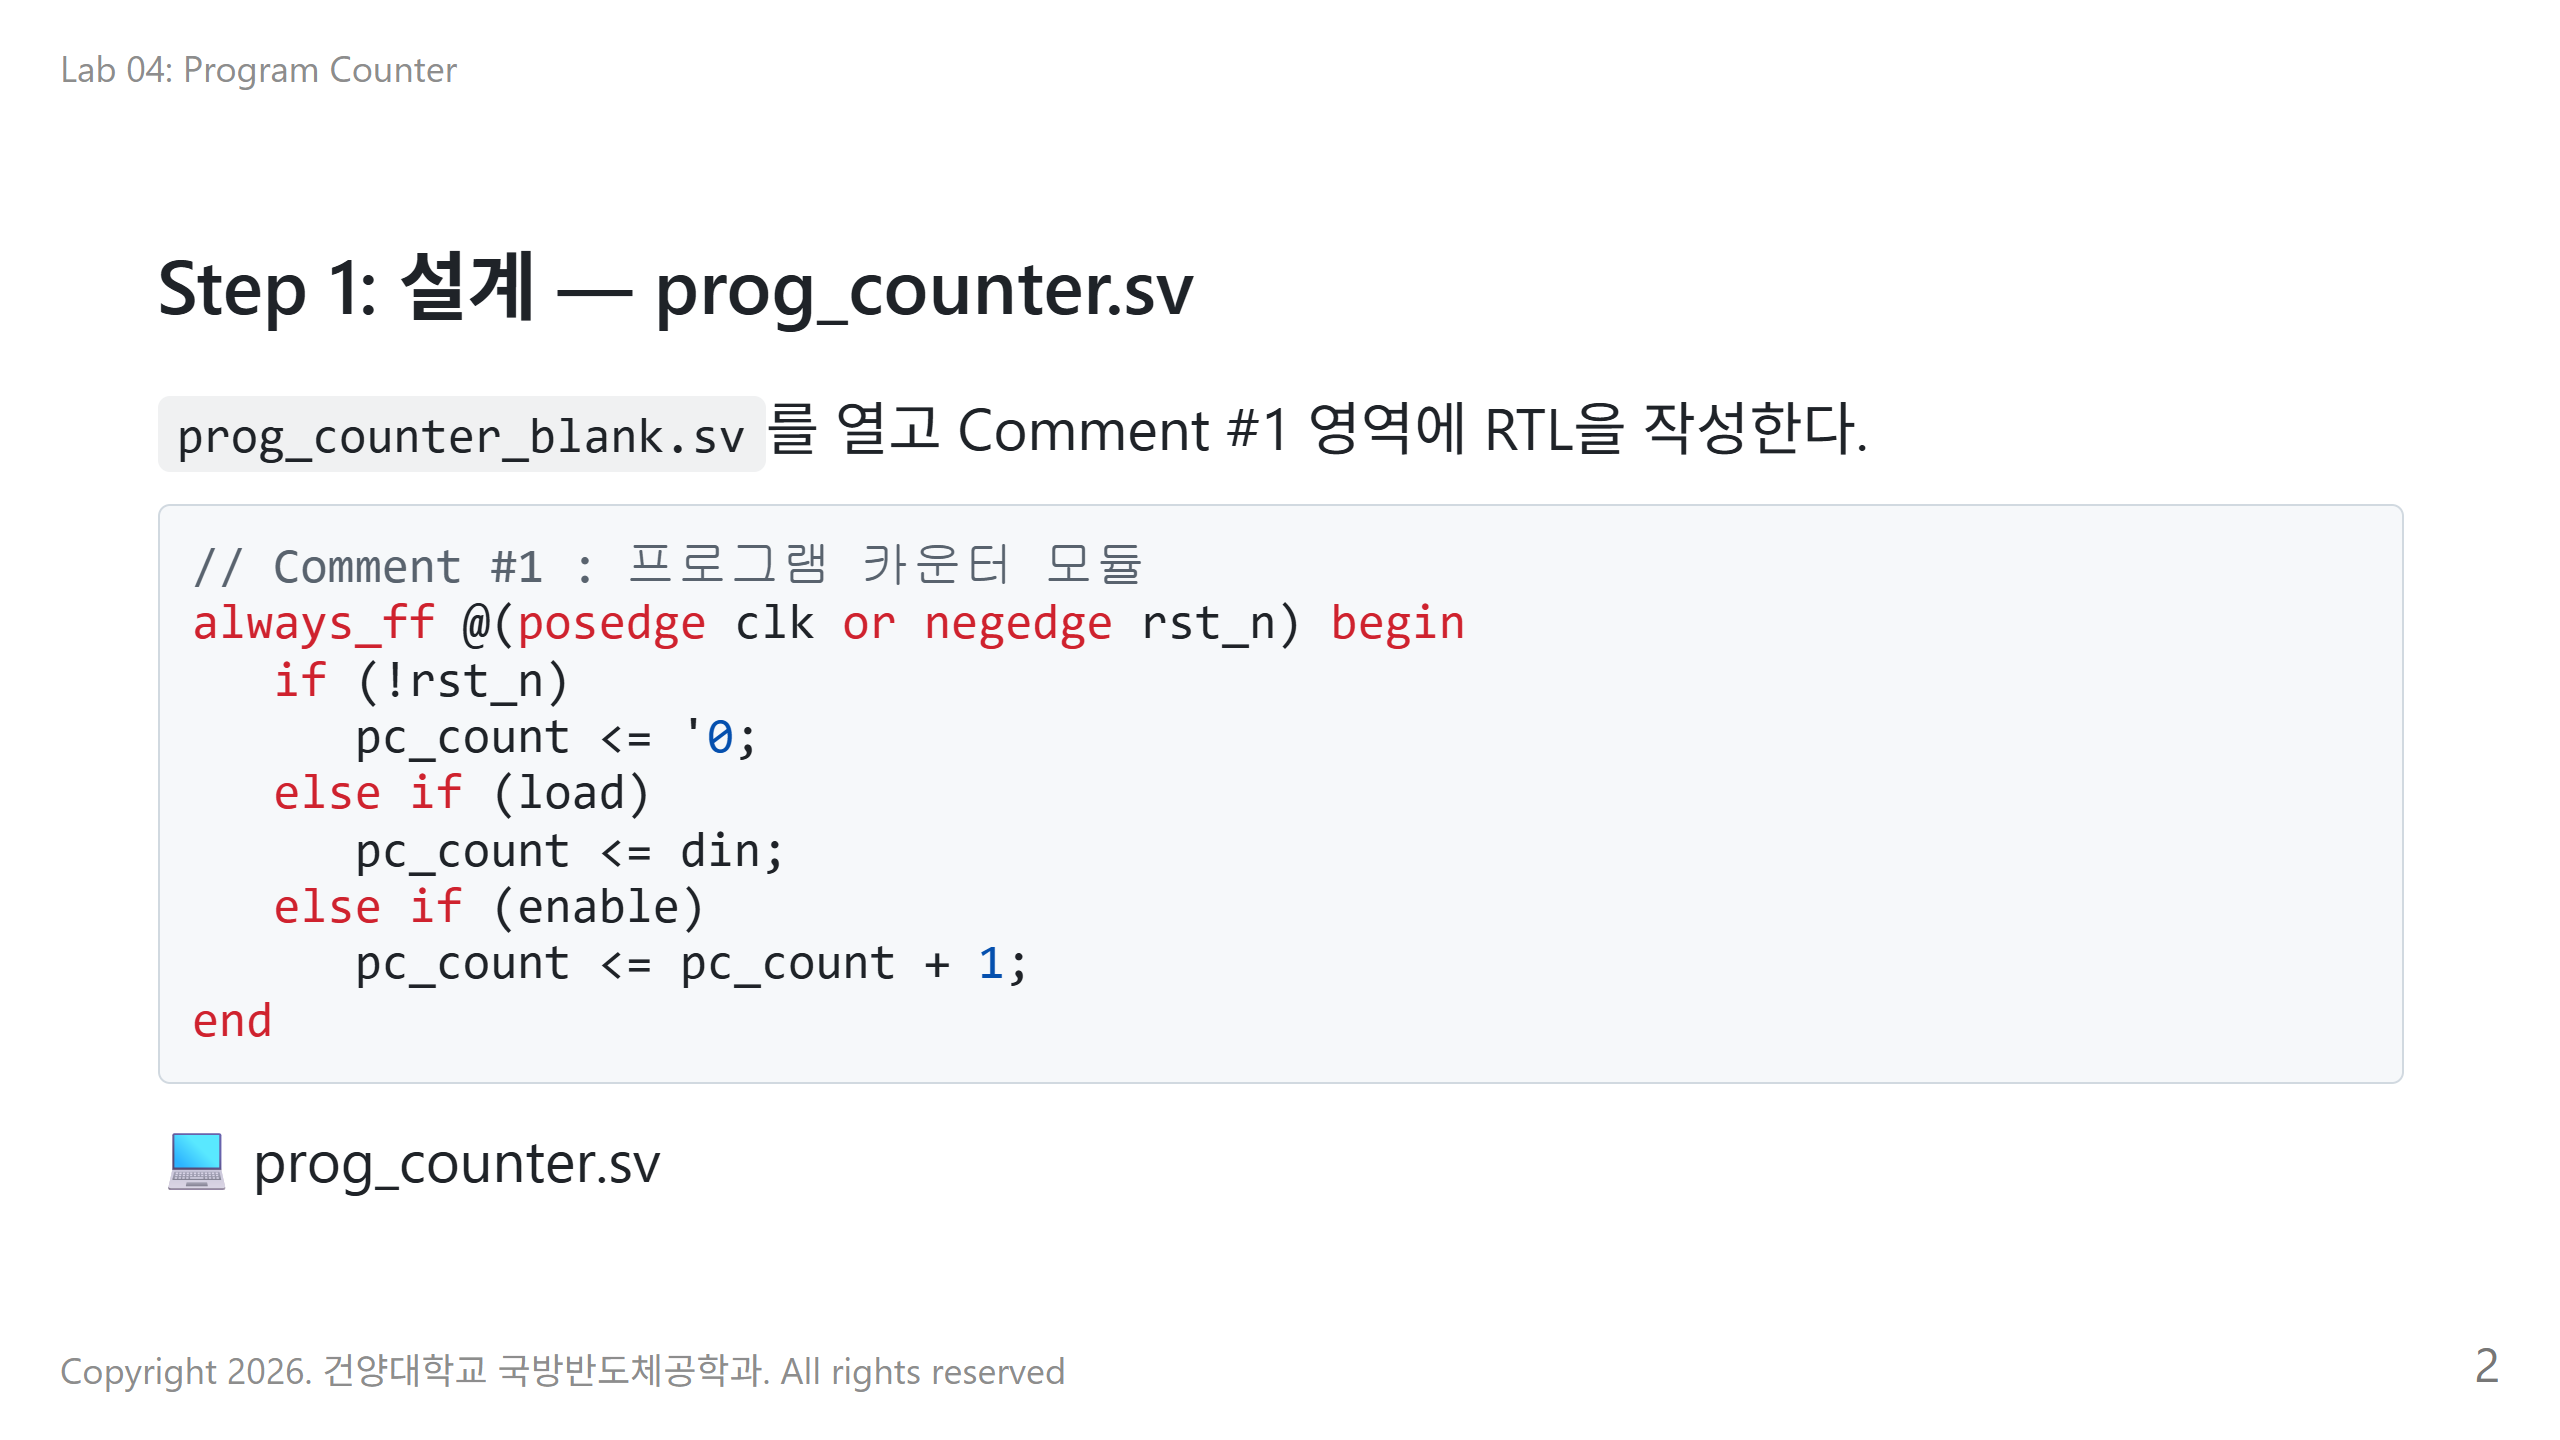 Lab 04: Program Counter
Step 1: 설계 — prog_counter.sv
prog_counter_blank.sv를 열고 Comment #1 영역에 RTL을 작성한다.
// Comment #1 : 프로그램 카운터 모듈
always_ff @(posedge clk or negedge rst_n) begin
   if (!rst_n)
      pc_count <= '0;
   else if (load)
      pc_count <= din;
   else if (enable)
      pc_count <= pc_count + 1;
end
prog_counter.sv
Copyright 2026. 건양대학교 국방반도체공학과. All rights reserved
2